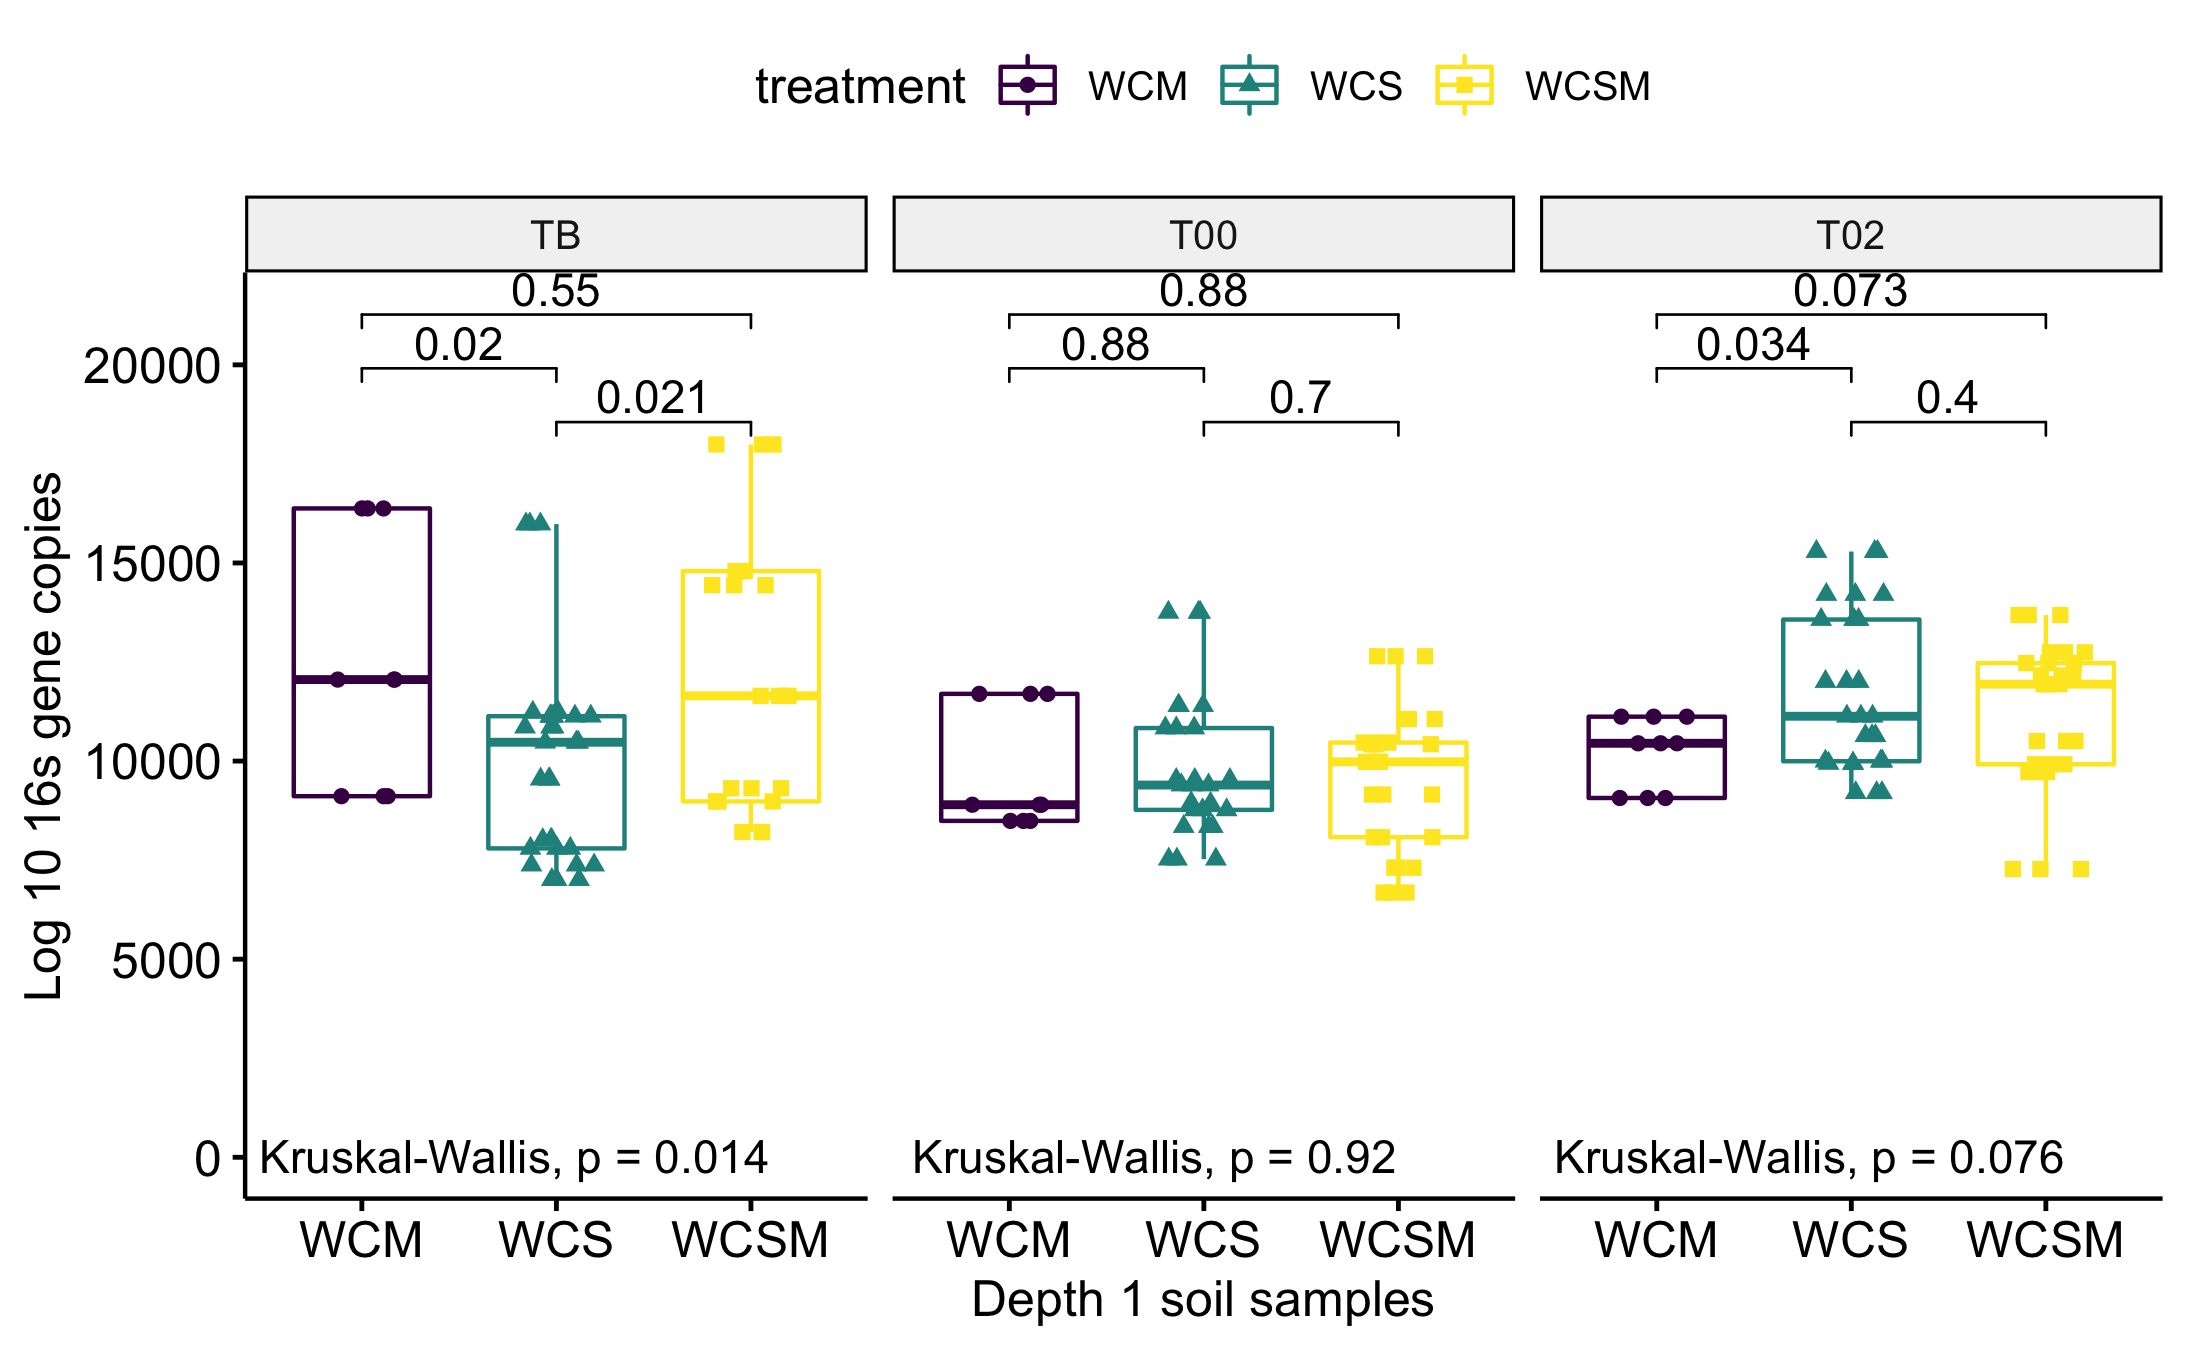 treatment WCM WCS WCSM
TB T00 T02
0.55 0.88 0.073
0.02 0.88 0.034
0.021 0.7 0.4
20000
15000
10000
5000
0
Log 10 16s gene copies
Kruskal-Wallis, p = 0.014 Kruskal-Wallis, p = 0.92 Kruskal-Wallis, p = 0.076
WCM WCS WCSM WCM WCS WCSM WCM WCS WCSM
Depth 1 soil samples